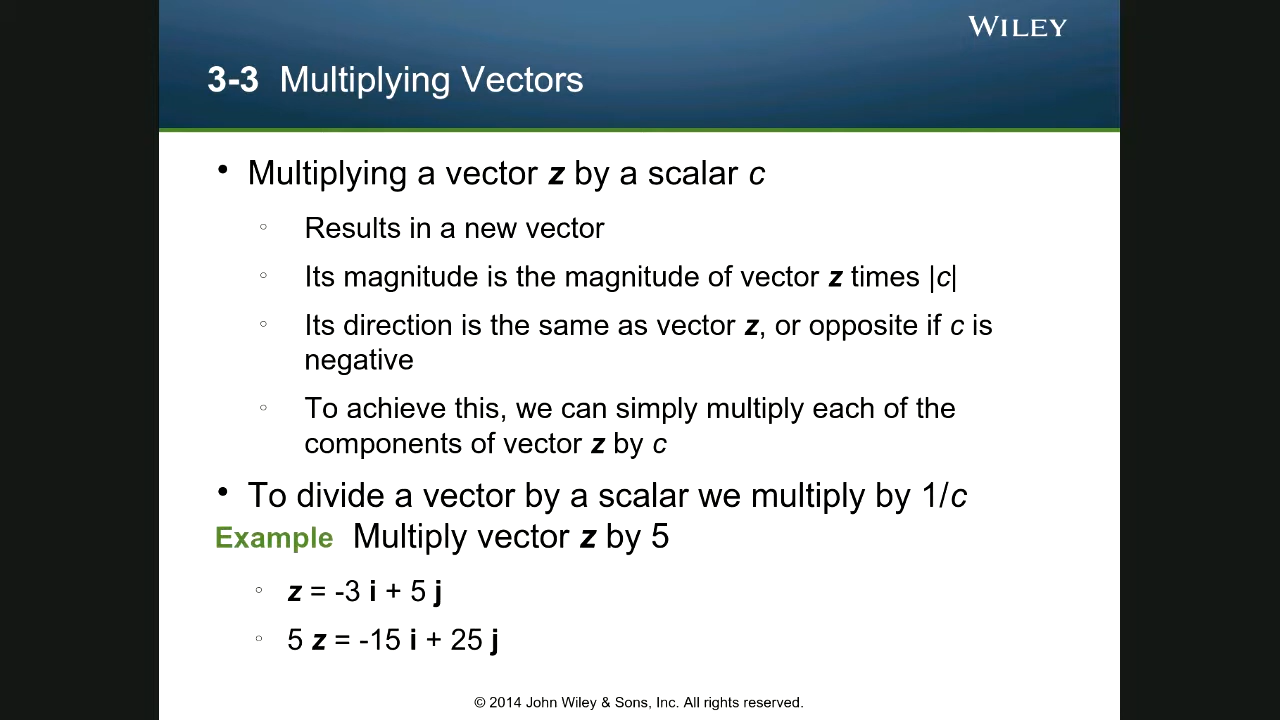 WILEY
3-3 Multiplying Vectors
• Multiplying a vector z by a scalar c
◦ Results in a new vector
◦ Its magnitude is the magnitude of vector z times |c|
◦ Its direction is the same as vector z, or opposite if c is
negative
◦ To achieve this, we can simply multiply each of the
components of vector z by c
• To divide a vector by a scalar we multiply by 1/c
Example Multiply vector z by 5
◦ z = -3 i + 5 j
◦ 5 z = -15 i + 25 j
© 2014 John Wiley & Sons, Inc. All rights reserved.